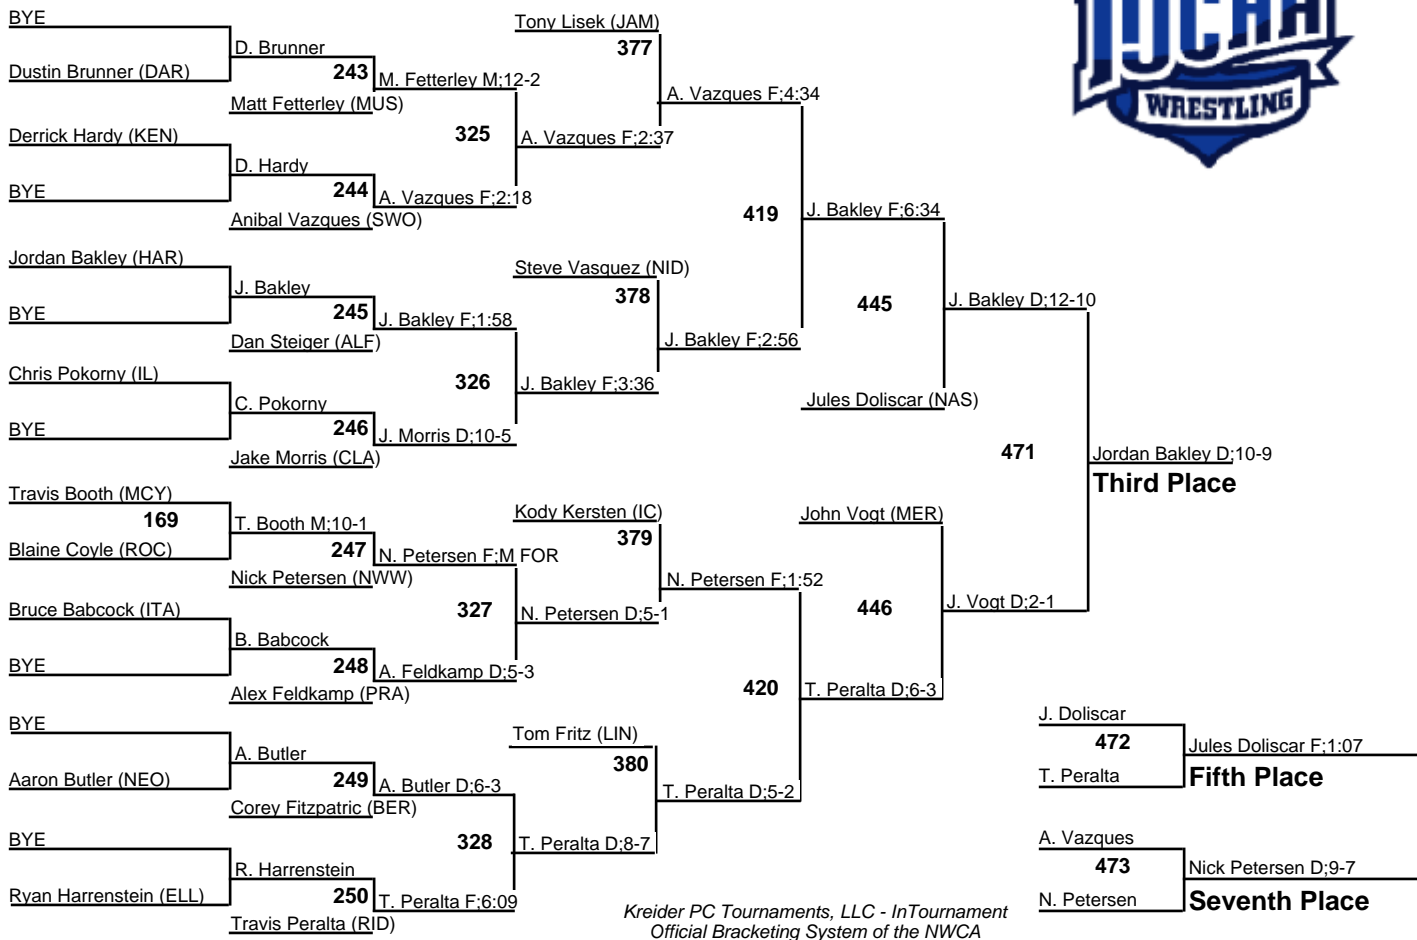 BYE
Dustin Brunner (DAR)
Derrick Hardy (KEN)
BYE
Jordan Bakley (HAR)
BYE
Chris Pokorny (IL)
BYE
Travis Booth (MCY)
169
Blaine Coyle (ROC)
Bruce Babcock (ITA)
BYE
BYE
Aaron Butler (NEO)
BYE
Ryan Harrenstein (ELL)
D. Brunner
243
Matt Fetterley (MUS)
D. Hardy
244
Anibal Vazques (SWO)
J. Bakley
245
Dan Steiger (ALF)
C. Pokorny
246
Jake Morris (CLA)
T. Booth M;10-1
247
Nick Petersen (NWW)
B. Babcock
248
Alex Feldkamp (PRA)
A. Butler
249
Corey Fitzpatric (BER)
R. Harrenstein
250
Travis Peralta (RID)
M. Fetterley M;12-2
325
A. Vazques F;2:18
J. Bakley F;1:58
326
J. Morris D;10-5
N. Petersen F;M FOR
327
A. Feldkamp D;5-3
A. Butler D;6-3
328
T. Peralta F;6:09
Tony Lisek (JAM)
377
A. Vazques F;2:37
Steve Vasquez (NID)
378
J. Bakley F;3:36
Kody Kersten (IC)
379
N. Petersen D;5-1
Tom Fritz (LIN)
380
T. Peralta D;8-7
A. Vazques F;4:34
419
J. Bakley F;2:56
N. Petersen F;1:52
420
T. Peralta D;5-2
J. Bakley F;6:34
445
Jules Doliscar (NAS)
John Vogt (MER)
446
T. Peralta D;6-3
J. Bakley D;12-10
471
J. Vogt D;2-1
Jordan Bakley D;10-9
Third Place
J. Doliscar
472
T. Peralta
Jules Doliscar F;1:07
Fifth Place
A. Vazques
473
N. Petersen
Nick Petersen D;9-7
Seventh Place
NJCAA
WRESTLING
Kreider PC Tournaments, LLC - InTournament
Official Bracketing System of the NWCA